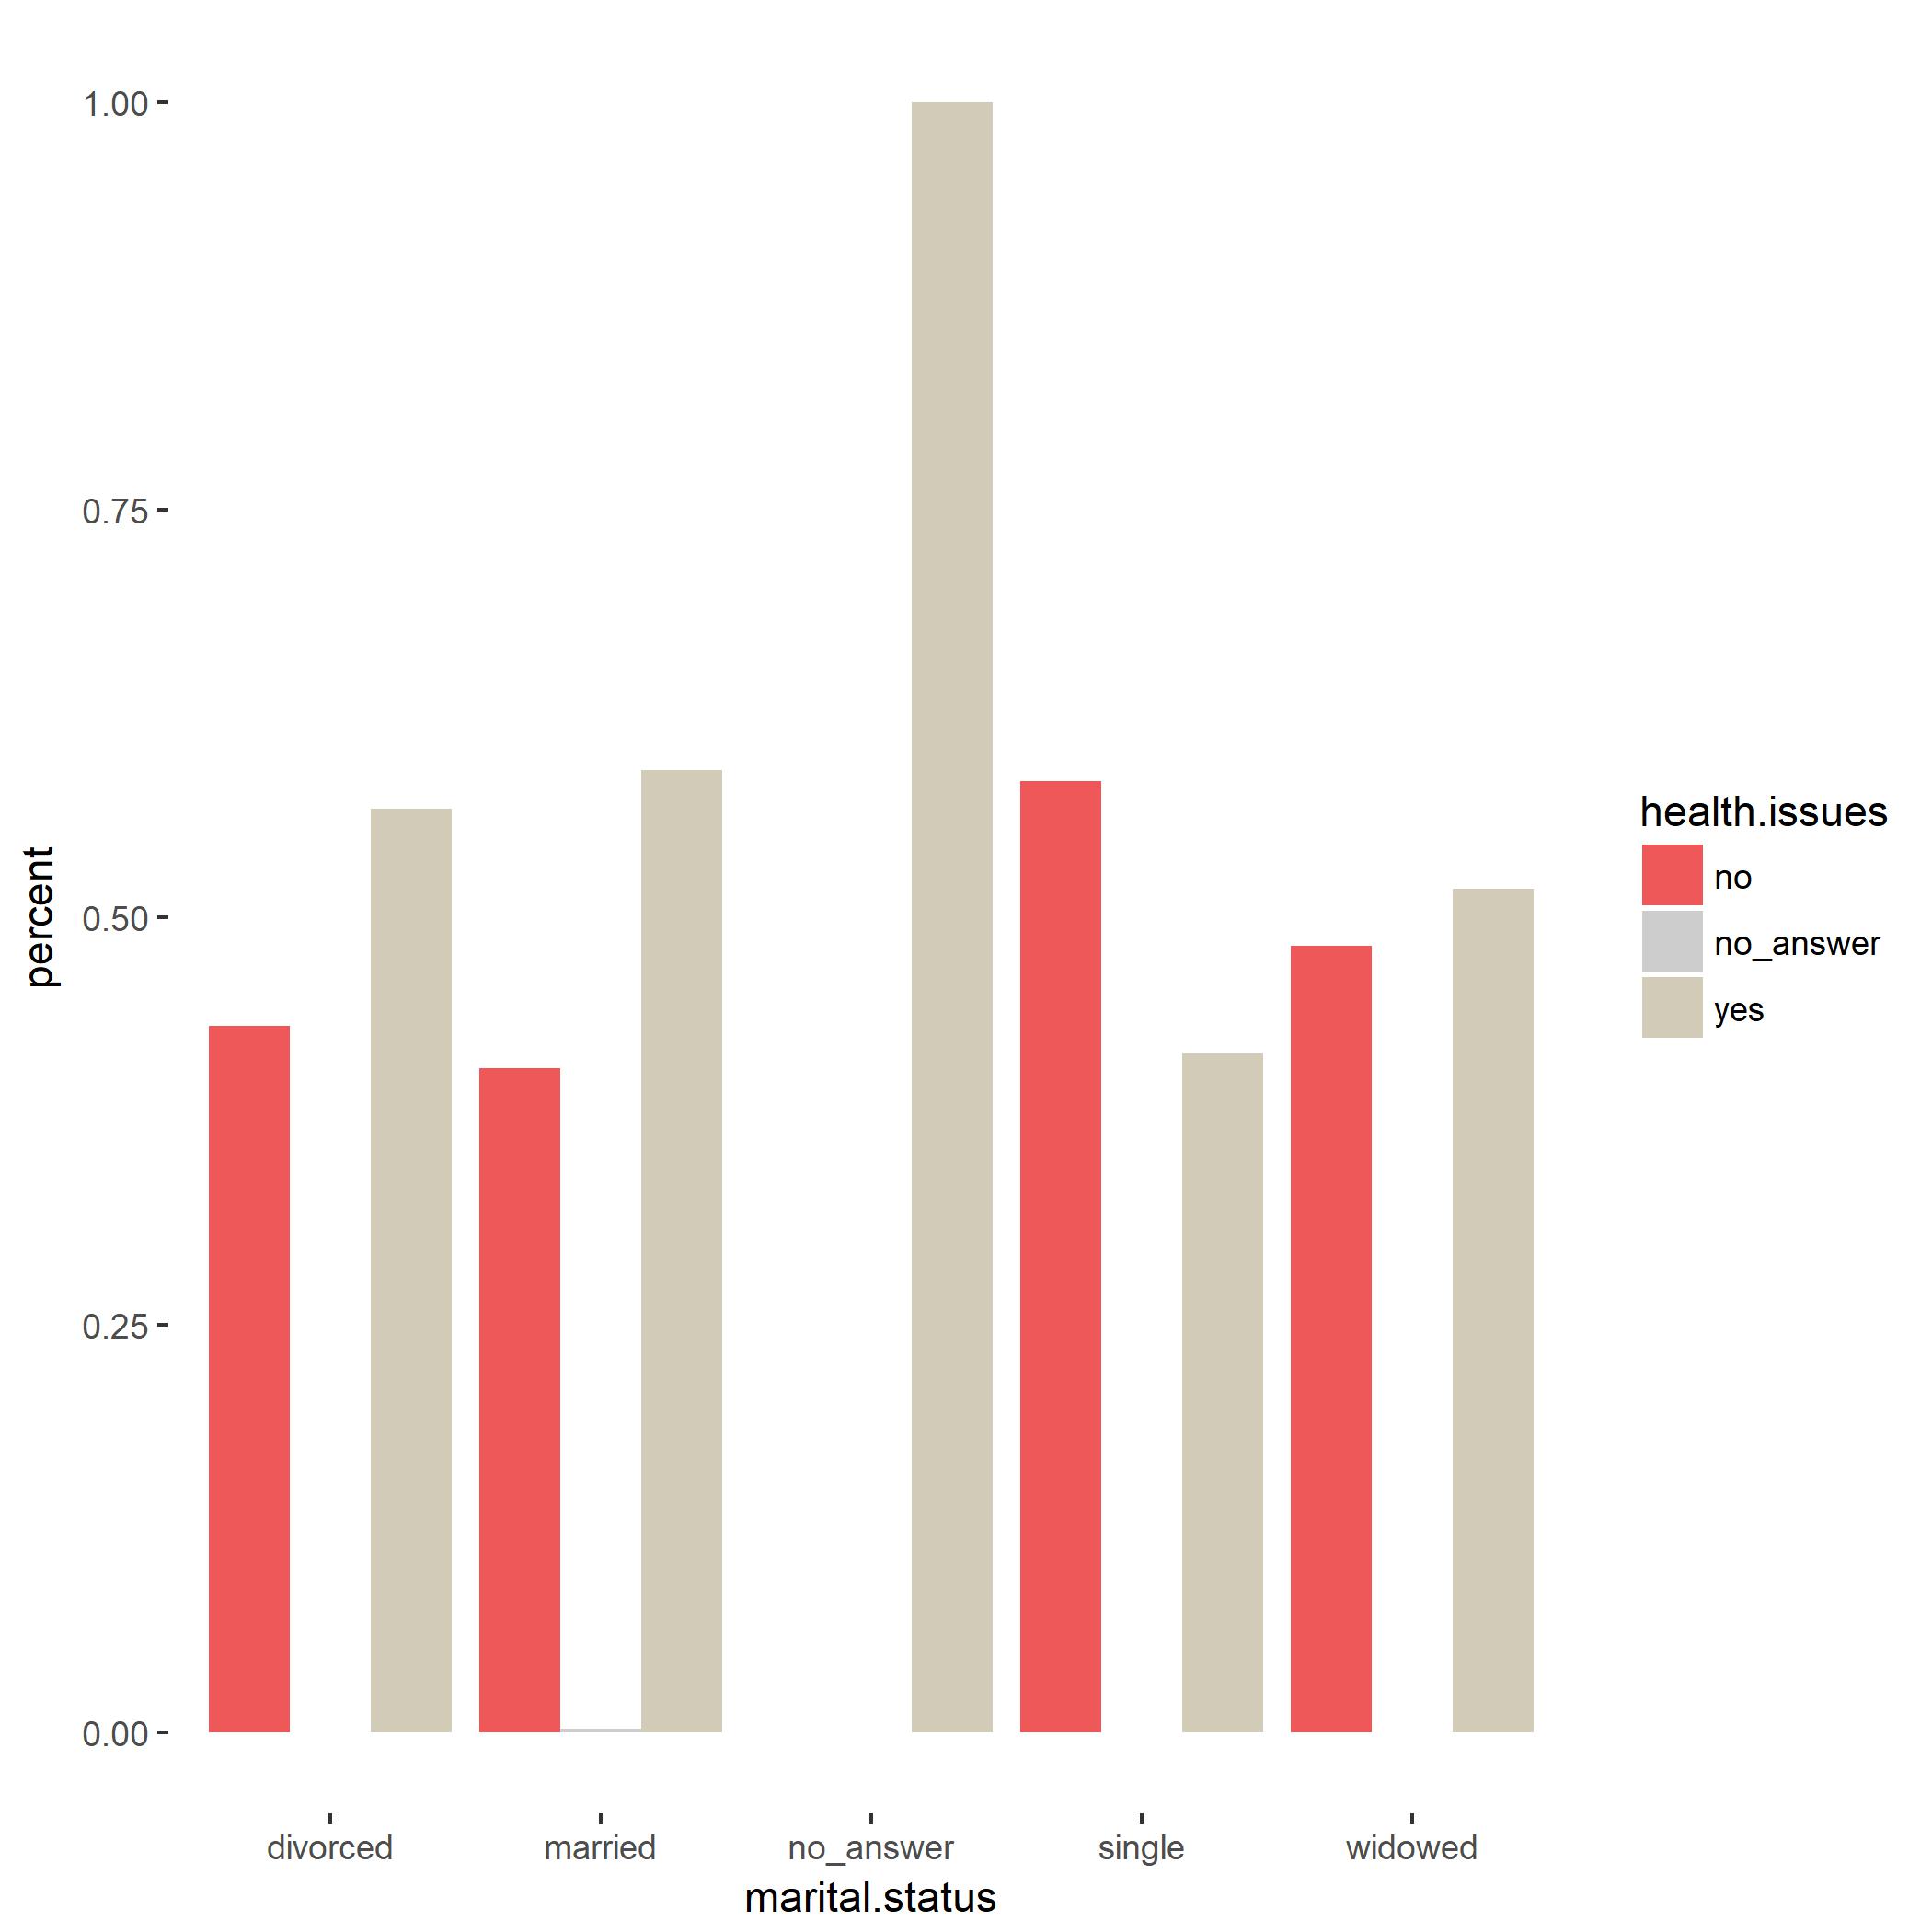 1.00
0.75
0.50
0.25
0.00
percent
divorced
married
no_answer
single
widowed
marital.status
health.issues
no
no_answer
yes